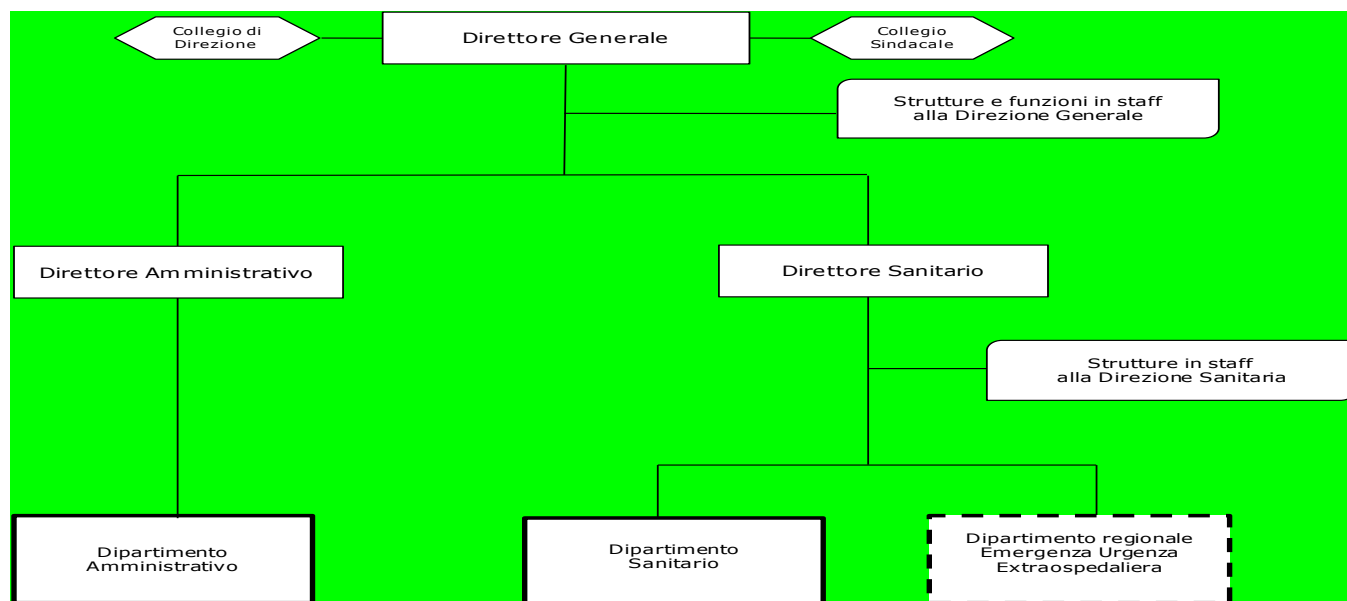 Collegio di
Direzione
Direttore Generale
Collegio
Sindacale
Strutture e funzioni in staff
alla Direzione Generale
Direttore Amministrativo
Direttore Sanitario
Strutture in staff
alla Direzione Sanitaria
Dipartimento
Amministrativo
Dipartimento
Sanitario
Dipartimento regionale
Emergenza Urgenza
Extraospedaliera